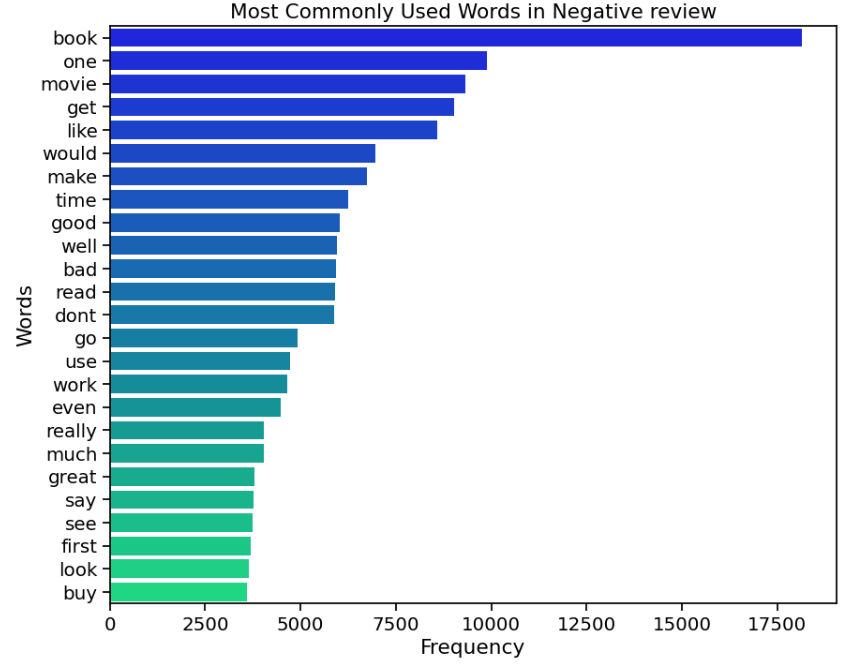 Most Commonly Used Words in Negative review
book
one
movie
get
like
would
make
time
good
well
bad
read
dont
go
use
work
even
really
much
great
say
see
first
look
buy
Words
0 2500 5000 7500 10000 12500 15000 17500
Frequency